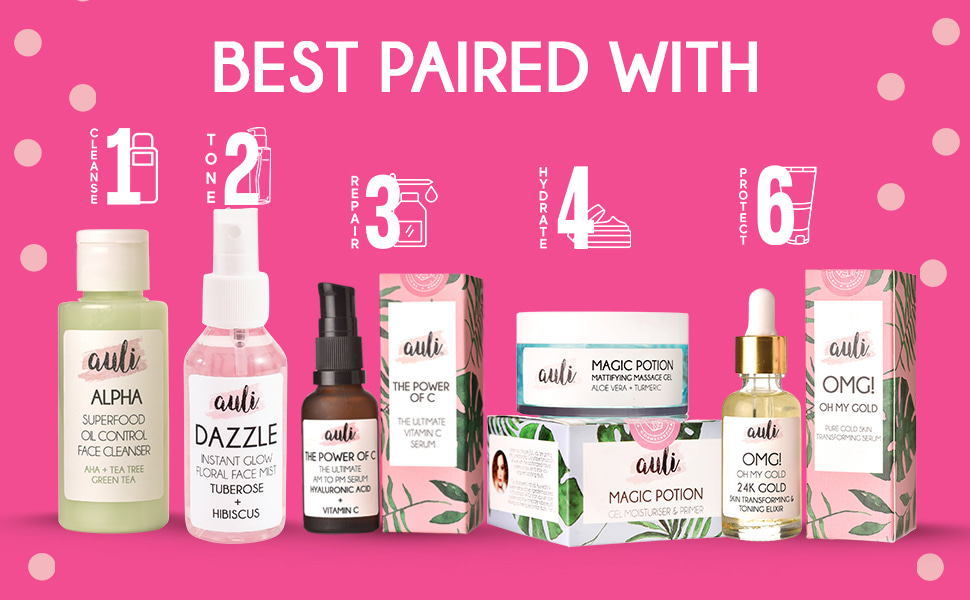 BEST PAIRED WITH
CLEANSE
1
TONE
2
REPAIR
3
HYDRATE
4
PROTECT
6
auli
ALPHA
SUPERFOOD
OIL CONTROL
FACE CLEANSER
AHA + TEA TREE
GREEN TEA
auli
DAZZLE
INSTANT GLOW
FLORAL FACE MIST
TUBEROSE
+
HIBISCUS
auli
THE POWER OF C
THE ULTIMATE
AM TO PM SERUM
HYALURONIC ACID
+
VITAMIN C
auli
THE POWER
OF C
THE ULTIMATE
VITAMIN C
SERUM
auli
MAGIC POTION
MATTIFYING MASSAGE GEL
ALOE VERA + TURMERIC
auli
MAGIC POTION
GEL MOISTURISER & PRIMER
auli
OMG!
OH MY GOLD
24K GOLD
SKIN TRANSFORMING &
TONING ELIXIR
auli
OMG!
OH MY GOLD
PURE GOLD SKIN
TRANSFORMING SERUM